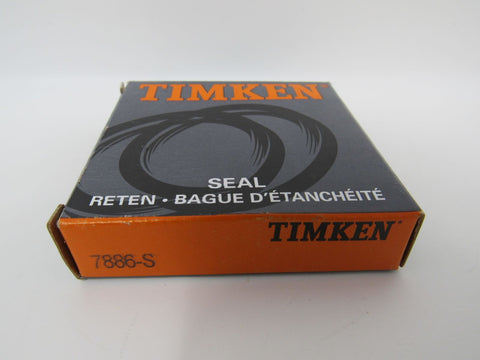 TIMKEN
SEAL
RETEN • BAGUE D'ÉTANCHÉITÉ
TIMKEN
7886-S